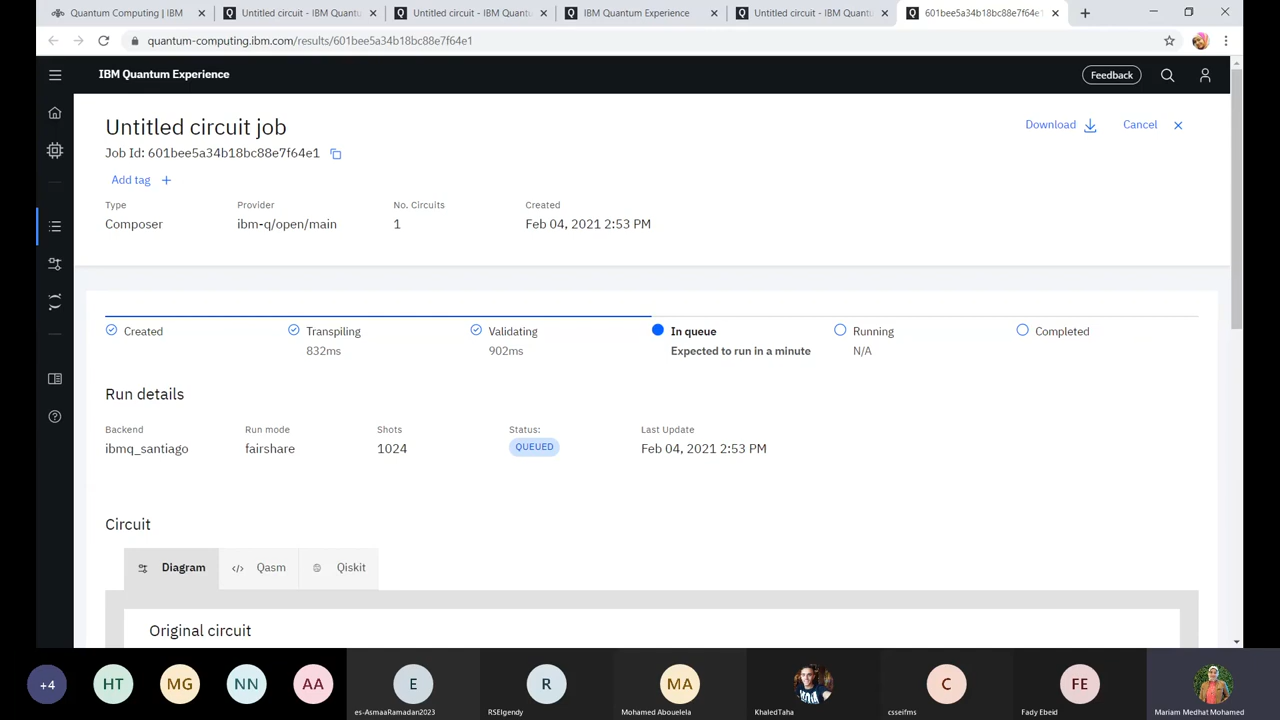 Quantum Computing | IBM
Untitled circuit - IBM Quantu
Untitled circuit - IBM Quantu
IBM Quantum Experience
Untitled circuit - IBM Quantu
601bee5a34b18bc88e7f64e1
quantum-computing.ibm.com/results/601bee5a34b18bc88e7f64e1
IBM Quantum Experience
Feedback
Untitled circuit job
Download
Cancel
Job Id: 601bee5a34b18bc88e7f64e1
Add tag +
Type Provider No. Circuits Created
Composer ibm-q/open/main 1 Feb 04, 2021 2:53 PM
Created Transpiling Validating In queue Running Completed
832ms 902ms Expected to run in a minute N/A
Run details
Backend Run mode Shots Status: Last Update
ibmq_santiago fairshare 1024 QUEUED Feb 04, 2021 2:53 PM
Circuit
Diagram </> Qasm Qiskit
Original circuit
+4 HT MG NN AA E R MA C FE
es-AsmaaRamadan2023 RSElgendy Mohamed Abouelela KhaledTaha csseifms Fady Ebeid Mariam Medhat Mohamed